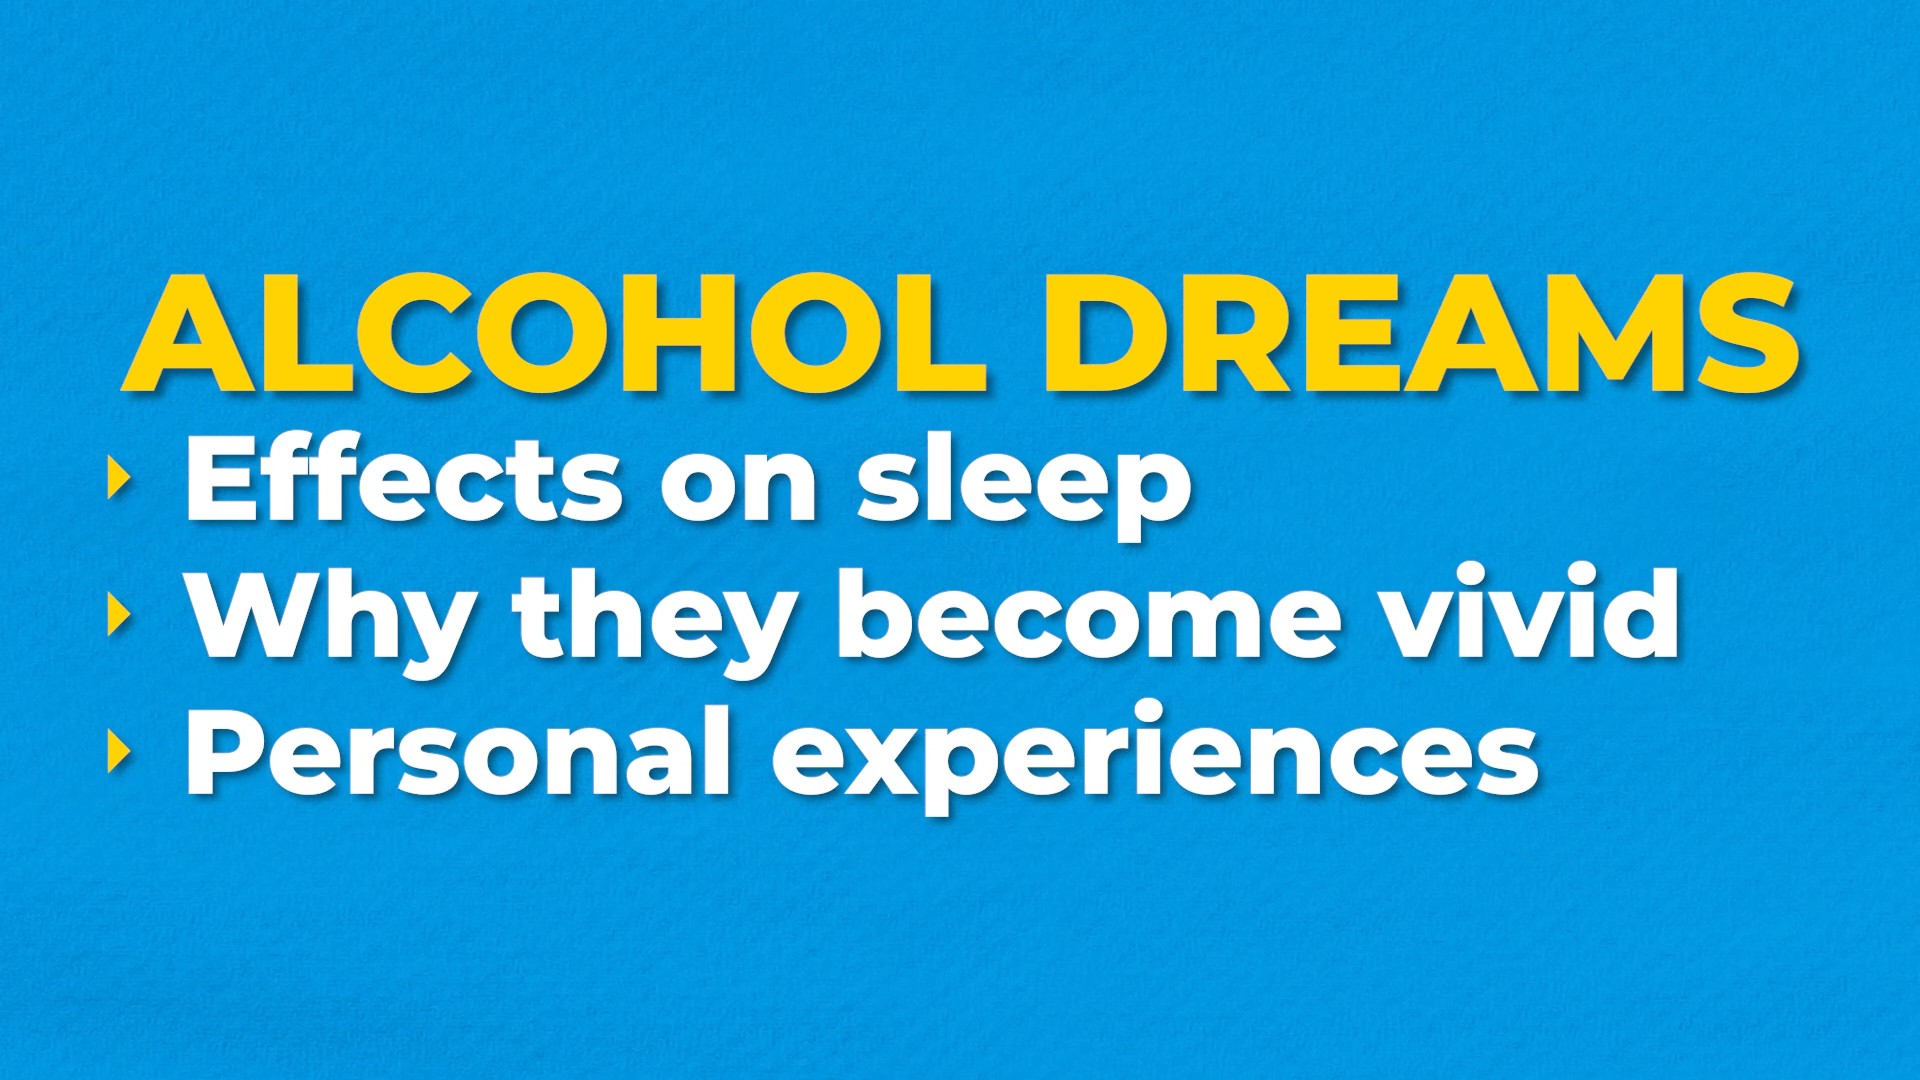 ALCOHOL DREAMS
Effects on sleep
Why they become vivid
Personal experiences